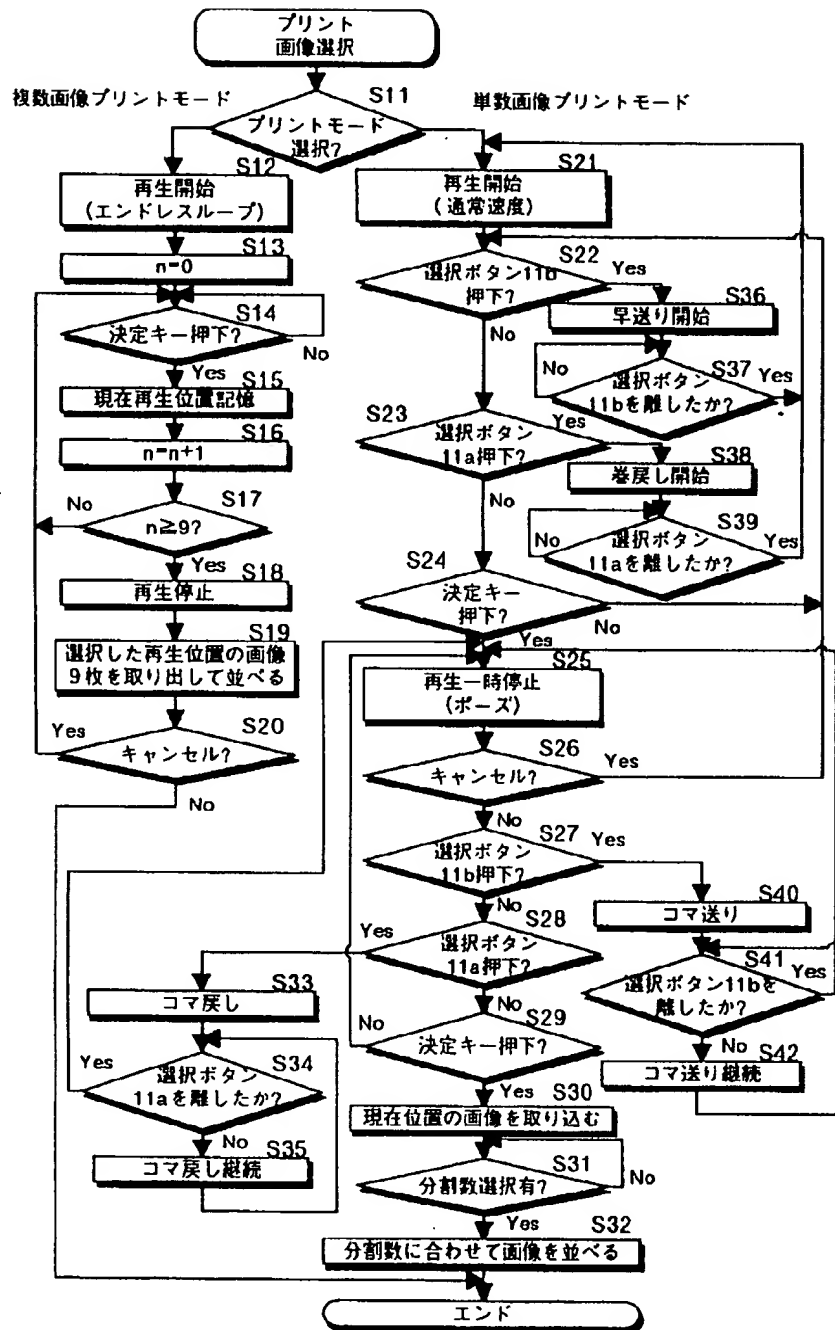 プリント
画像選択
複数画像プリントモード
単数画像プリントモード
S11
プリントモード
選択?
S12
再生開始
(エンドレスループ)
S13
n=0
S14
決定キー押下?
No
Yes
S15
現在再生位置記憶
S16
n=n+1
S17
No
n≧9?
Yes
S18
再生停止
S19
選択した再生位置の画像
9枚を取り出して並べる
S20
Yes
キャンセル?
No
S21
再生開始
(通常速度)
S22
選択ボタン11b
押下?
Yes
No
S36
早送り開始
S37
No
選択ボタン
11bを離したか?
Yes
S23
選択ボタン
11a押下?
Yes
No
S38
巻戻し開始
S39
No
選択ボタン
11aを離したか?
Yes
S24
決定キー
押下?
No
Yes
S25
再生一時停止
(ポーズ)
S26
キャンセル?
Yes
No
S27
選択ボタン
11b押下?
Yes
No
S40
コマ送り
S41
選択ボタン11bを
離したか?
Yes
No
S42
コマ送り継続
S28
Yes
選択ボタン
11a押下?
No
S33
コマ戻し
S34
Yes
選択ボタン
11aを離したか?
No
S35
コマ戻し継続
S29
No
決定キー押下?
Yes
S30
現在位置の画像を取り込む
S31
分割数選択有?
No
Yes
S32
分割数に合わせて画像を並べる
エンド